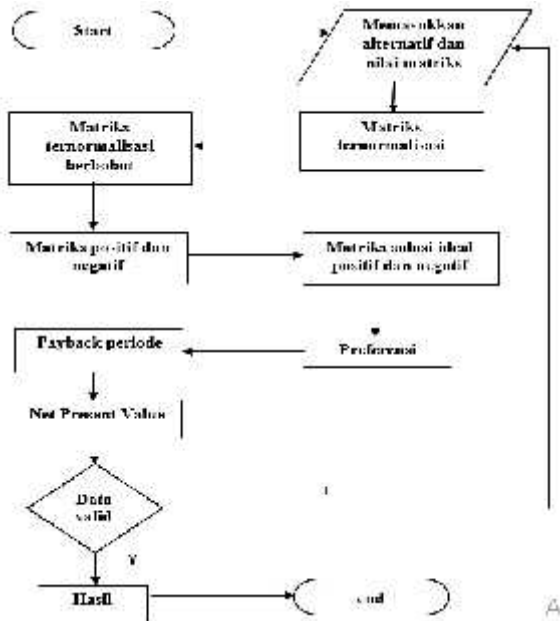 Start
Memasukkan
alternatif dan
nilai matriks
Matriks
ternormalisasi
berbobot
Matriks
ternormalisasi
Matriks positif dan
negatif
Matriks solusi ideal
positif dan negatif
Payback periode
Preferensi
Net Present Value
Data
valid
Y
Hasil
end
A